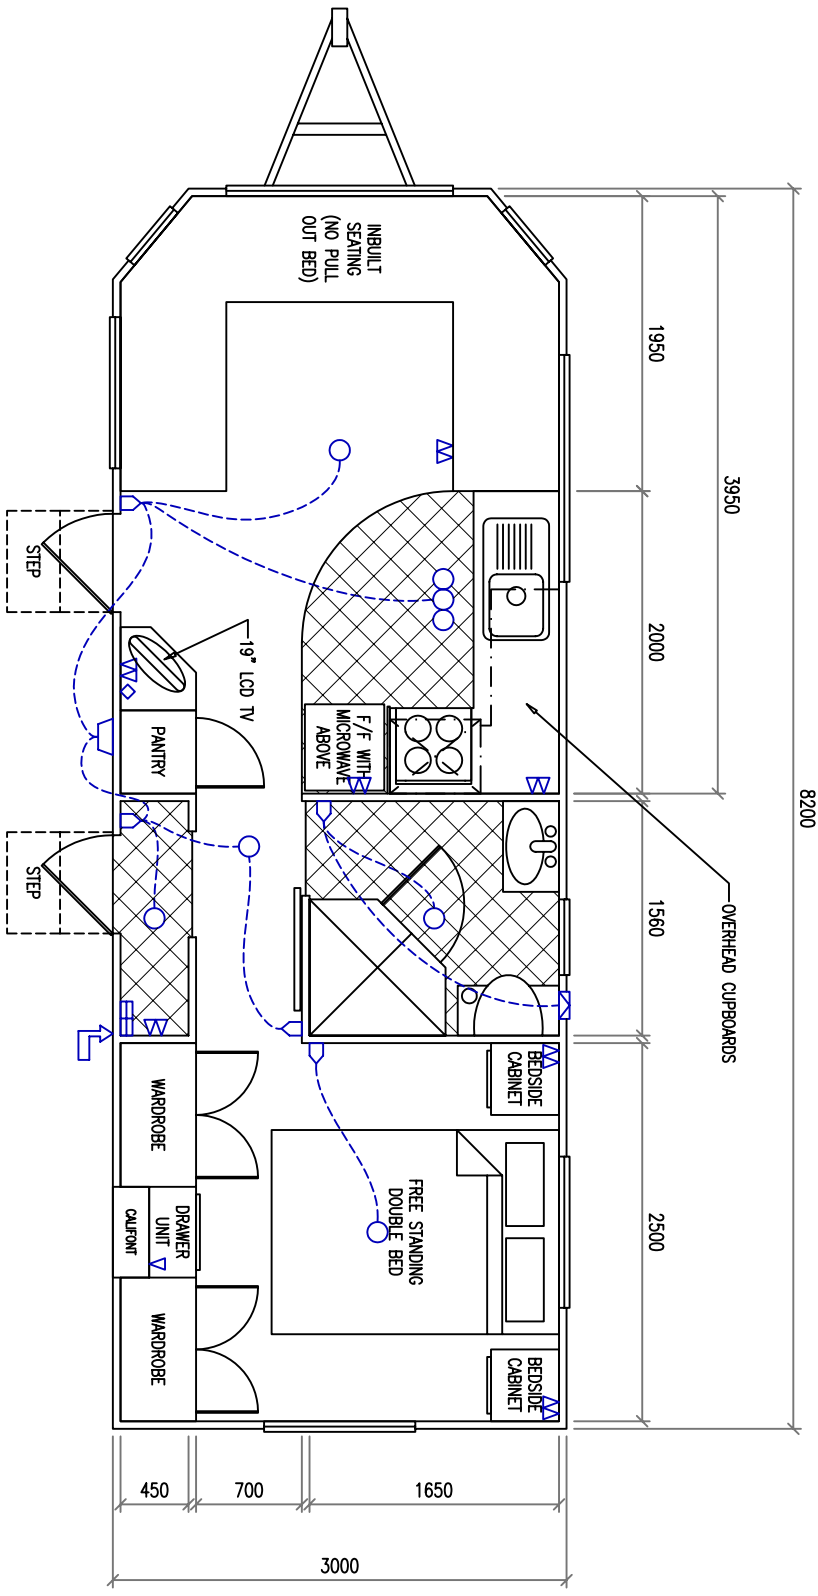 8200
3950
1950
2000
1560
2500
OVERHEAD CUPBOARDS
INBUILT
SEATING
(NO PULL
OUT BED)
19" LCD TV
F/F WITH
MICROWAVE
ABOVE
PANTRY
STEP
STEP
BEDSIDE
CABINET
FREE STANDING
DOUBLE BED
BEDSIDE
CABINET
WARDROBE
DRAWER
UNIT
CALIFONT
WARDROBE
450
700
1650
3000